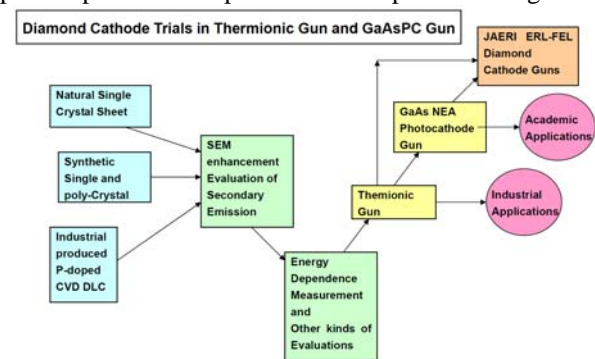 Diamond Cathode Trials in Thermionic Gun and GaAsPC Gun
JAERI ERL-FEL
Diamond
Cathode Guns
Natural Single
Crystal Sheet
GaAs NEA
Photocathode
Gun
Academic
Applications
SEM
enhancement
Evaluation of
Secondary
Emission
Synthetic
Single and
poly-Crystal
Themionic
Gun
Industrial
Applications
Industrial
produced
P-doped
CVD DLC
Energy
Dependence
Measurement
and
Other kinds of
Evaluations